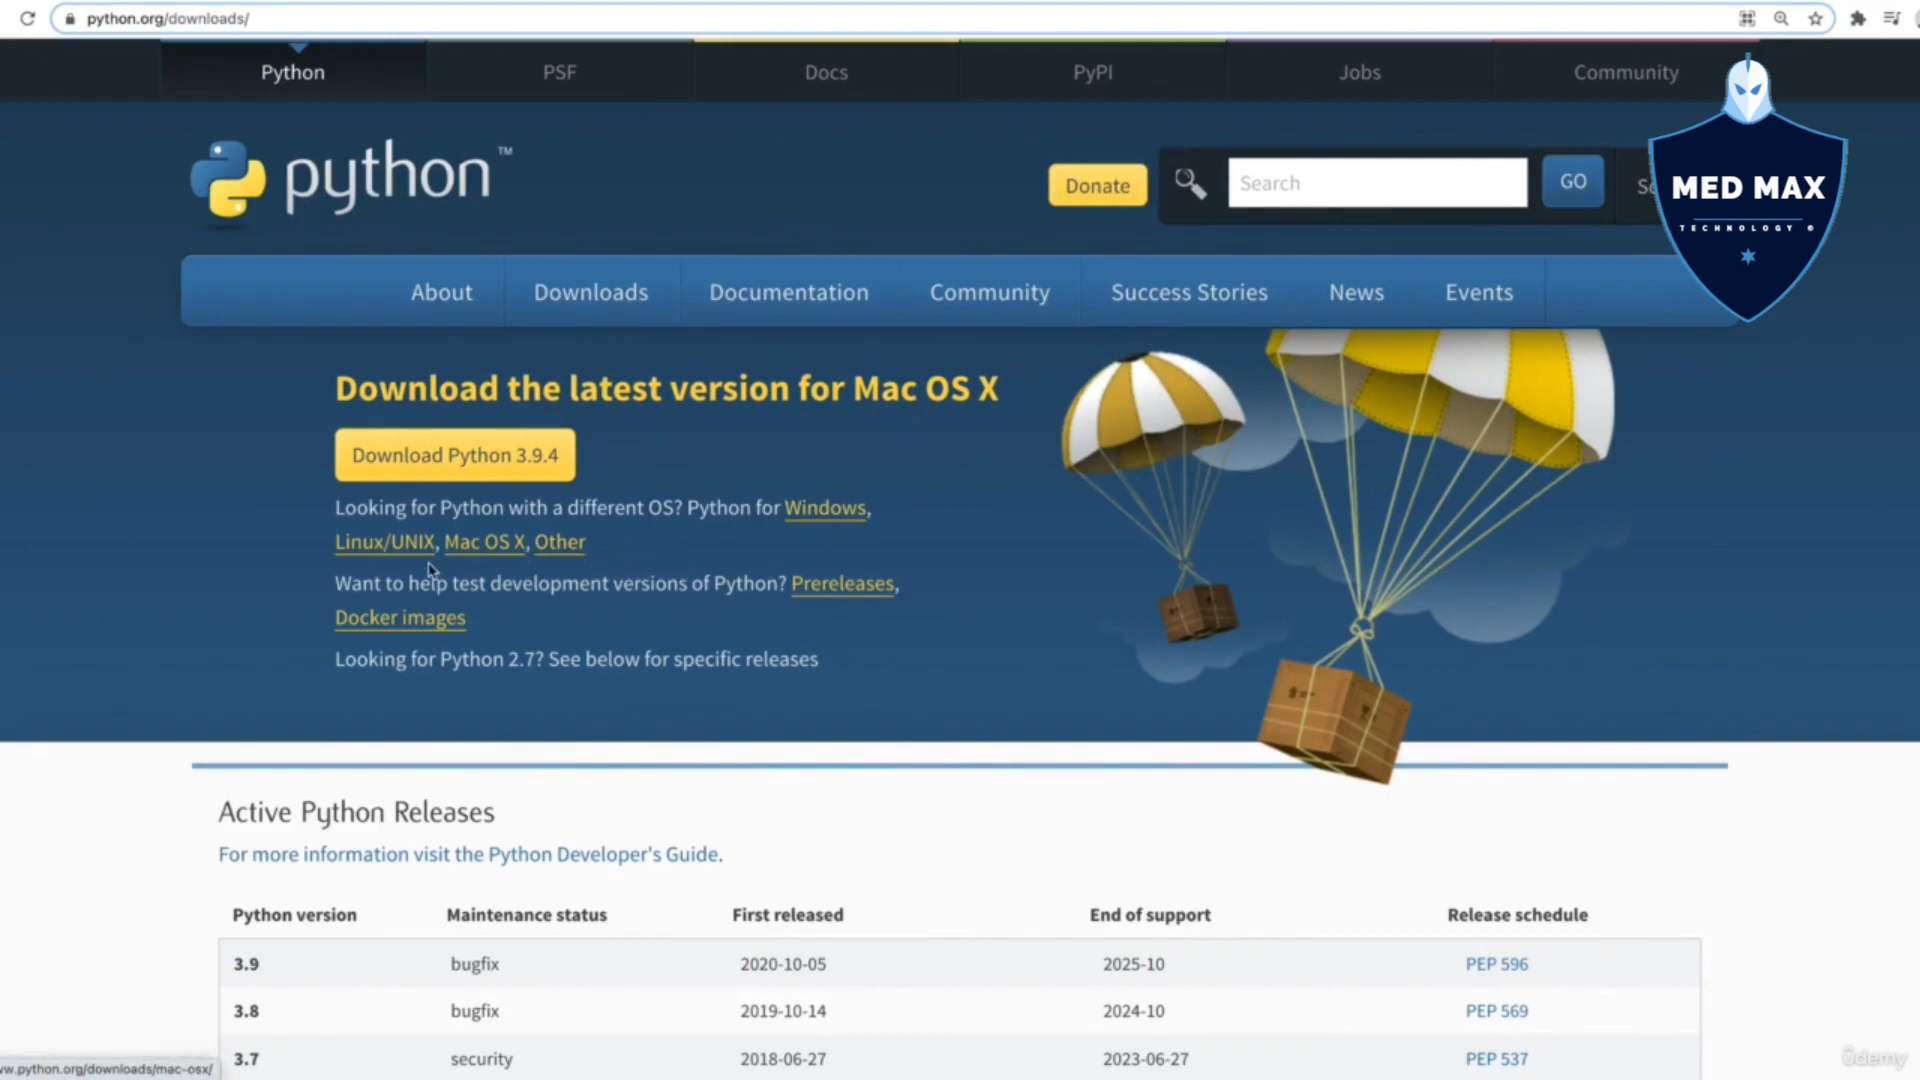 python.org/downloads/
Python
PSF
Docs
PyPI
Jobs
Community
python™
Donate
Search
GO
MED MAX
TECHNOLOGY ®
About
Downloads
Documentation
Community
Success Stories
News
Events
Download the latest version for Mac OS X
Download Python 3.9.4
Looking for Python with a different OS? Python for Windows,
Linux/UNIX, Mac OS X, Other
Want to help test development versions of Python? Prereleases,
Docker images
Looking for Python 2.7? See below for specific releases
Active Python Releases
For more information visit the Python Developer's Guide.
Python version Maintenance status First released End of support Release schedule
3.9 bugfix 2020-10-05 2025-10 PEP 596
3.8 bugfix 2019-10-14 2024-10 PEP 569
3.7 security 2018-06-27 2023-06-27 PEP 537
w.python.org/downloads/mac-osx/
ûdemy